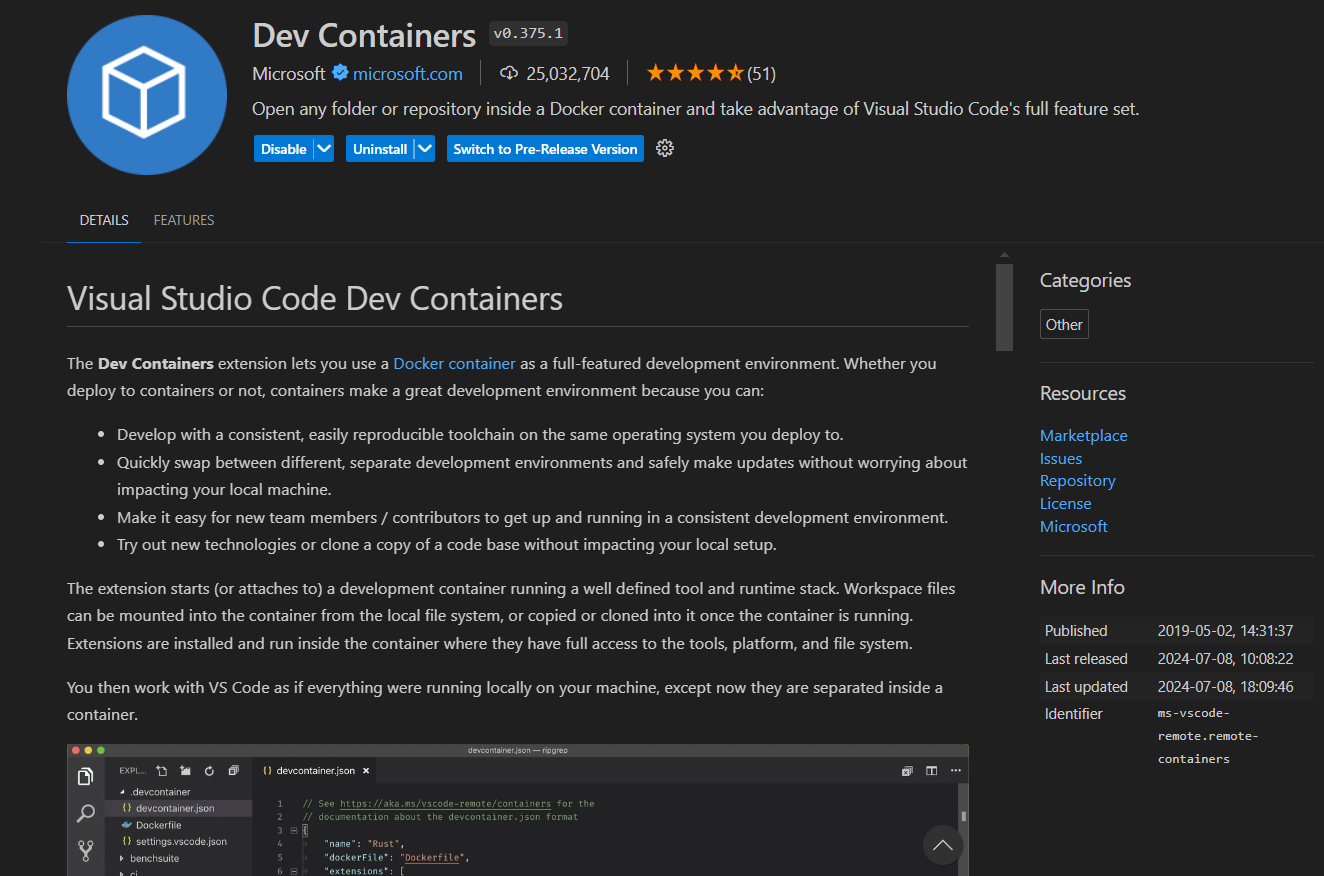 Dev Containers v0.375.1
Microsoft microsoft.com 25,032,704 (51)
Open any folder or repository inside a Docker container and take advantage of Visual Studio Code's full feature set.
Disable Uninstall Switch to Pre-Release Version
DETAILS FEATURES
Visual Studio Code Dev Containers
The Dev Containers extension lets you use a Docker container as a full-featured development environment. Whether you
deploy to containers or not, containers make a great development environment because you can:
• Develop with a consistent, easily reproducible toolchain on the same operating system you deploy to.
• Quickly swap between different, separate development environments and safely make updates without worrying about
impacting your local machine.
• Make it easy for new team members / contributors to get up and running in a consistent development environment.
• Try out new technologies or clone a copy of a code base without impacting your local setup.
The extension starts (or attaches to) a development container running a well defined tool and runtime stack. Workspace files
can be mounted into the container from the local file system, or copied or cloned into it once the container is running.
Extensions are installed and run inside the container where they have full access to the tools, platform, and file system.
You then work with VS Code as if everything were running locally on your machine, except now they are separated inside a
container.
devcontainer.json — ripgrep
EXPL...
.devcontainer
{} devcontainer.json
Dockerfile
{} settings.vscode.json
benchsuite
ci
{} devcontainer.json ×
1 // See https://aka.ms/vscode-remote/containers for the
2 // documentation about the devcontainer.json format
3 {
4 "name": "Rust",
5 "dockerFile": "Dockerfile",
6 "extensions": [
Categories
Other
Resources
Marketplace
Issues
Repository
License
Microsoft
More Info
Published 2019-05-02, 14:31:37
Last released 2024-07-08, 10:08:22
Last updated 2024-07-08, 18:09:46
Identifier ms-vscode-
remote.remote-
containers